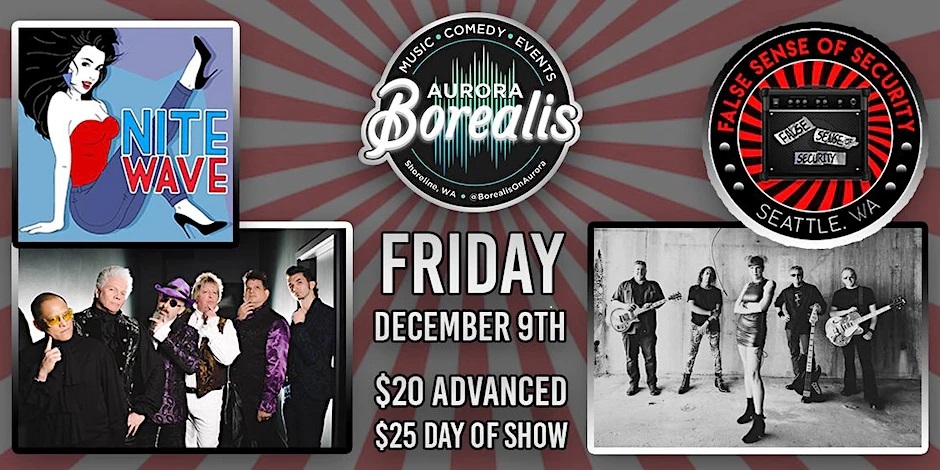 NITE
WAVE
MUSIC • COMEDY • EVENTS
AURORA
Borealis
Shoreline, WA • @BorealisOnAurora
FALSE SENSE OF SECURITY
FALSE
SENSE OF
SECURITY
SEATTLE, WA
FRIDAY
DECEMBER 9TH
$20 ADVANCED
$25 DAY OF SHOW